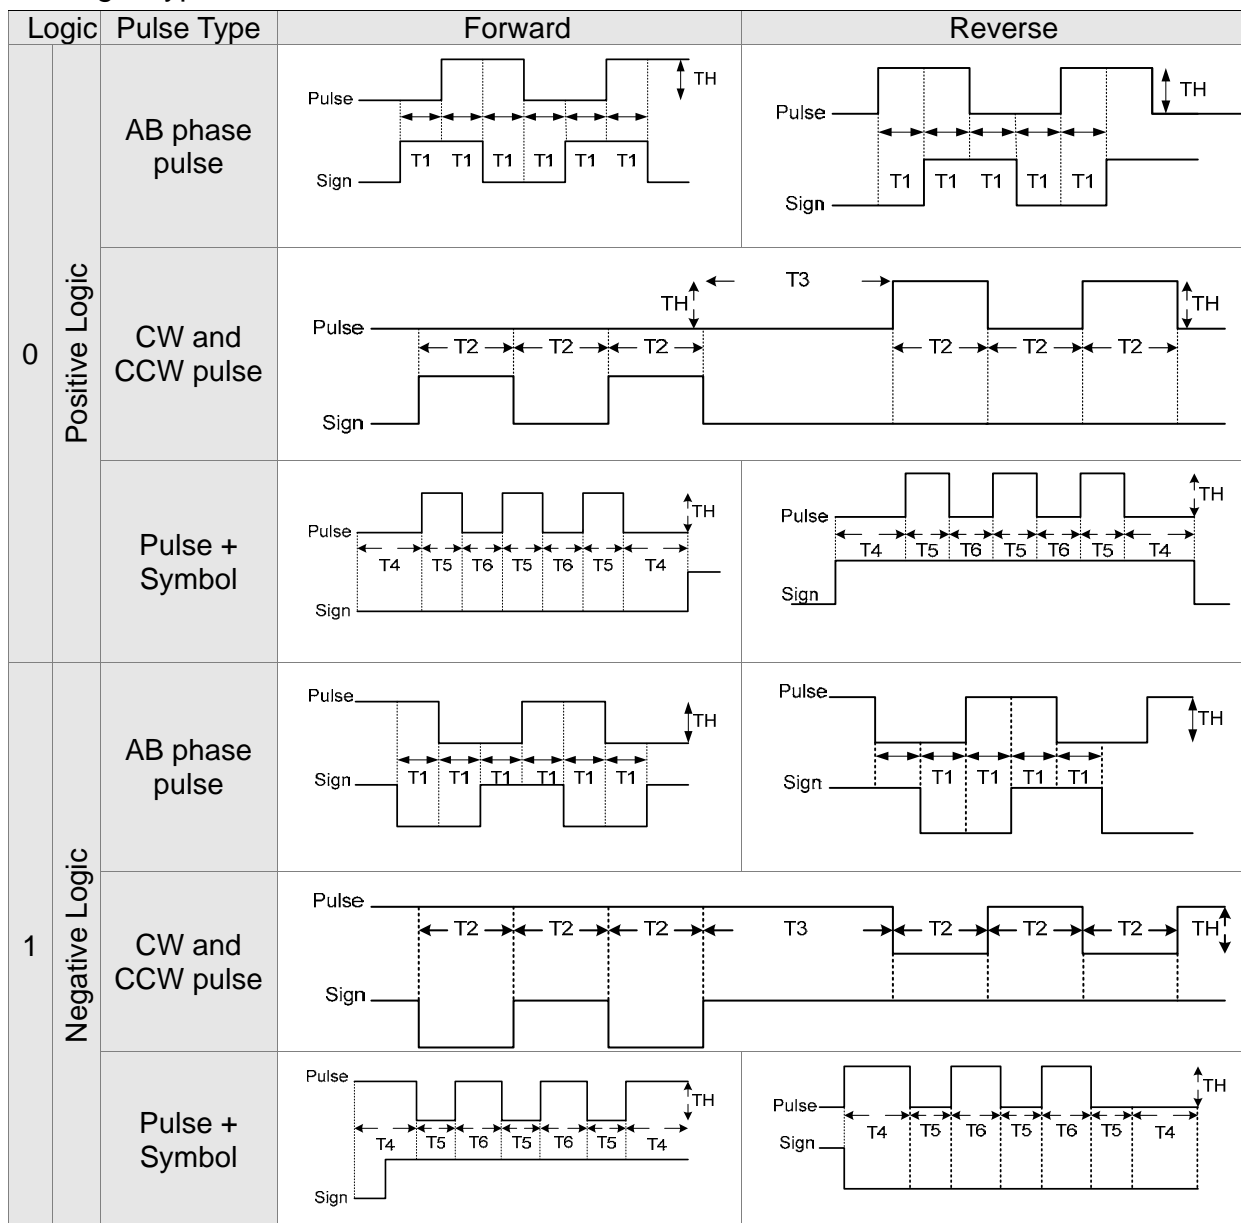 Logic Pulse Type Forward Reverse
0
Positive Logic
AB phase
pulse
Pulse
TH
T1 T1 T1 T1 T1 T1
Sign
Pulse
TH
T1 T1 T1 T1 T1
Sign
CW and
CCW pulse
T3
TH TH
Pulse
T2 T2 T2 T2 T2 T2
Sign
Pulse +
Symbol
Pulse
TH
T4 T5 T6 T5 T6 T5 T4
Sign
Pulse
TH
T4 T5 T6 T5 T6 T5 T4
Sign
1
Negative Logic
AB phase
pulse
Pulse
TH
Sign
T1 T1 T1 T1 T1 T1
Pulse
TH
Sign
T1 T1 T1 T1
CW and
CCW pulse
Pulse
T2 T2 T2 T3 T2 T2 T2 TH
Sign
Pulse +
Symbol
Pulse
TH
T4 T5 T6 T5 T6 T5 T4
Sign
Pulse
TH
T4 T5 T6 T5 T6 T5 T4
Sign